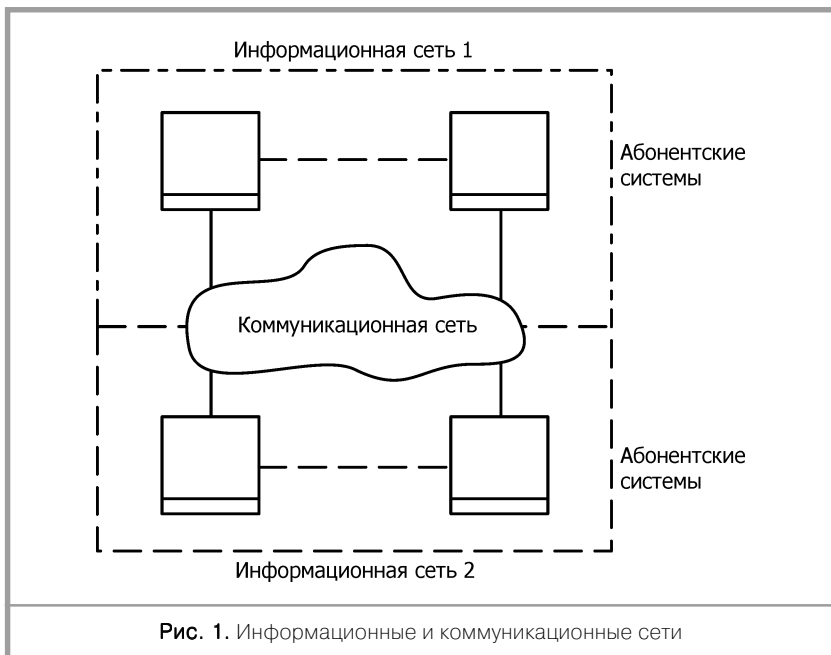 Информационная сеть 1
Абонентские
системы
Коммуникационная сеть
Абонентские
системы
Информационная сеть 2
Рис. 1. Информационные и коммуникационные сети